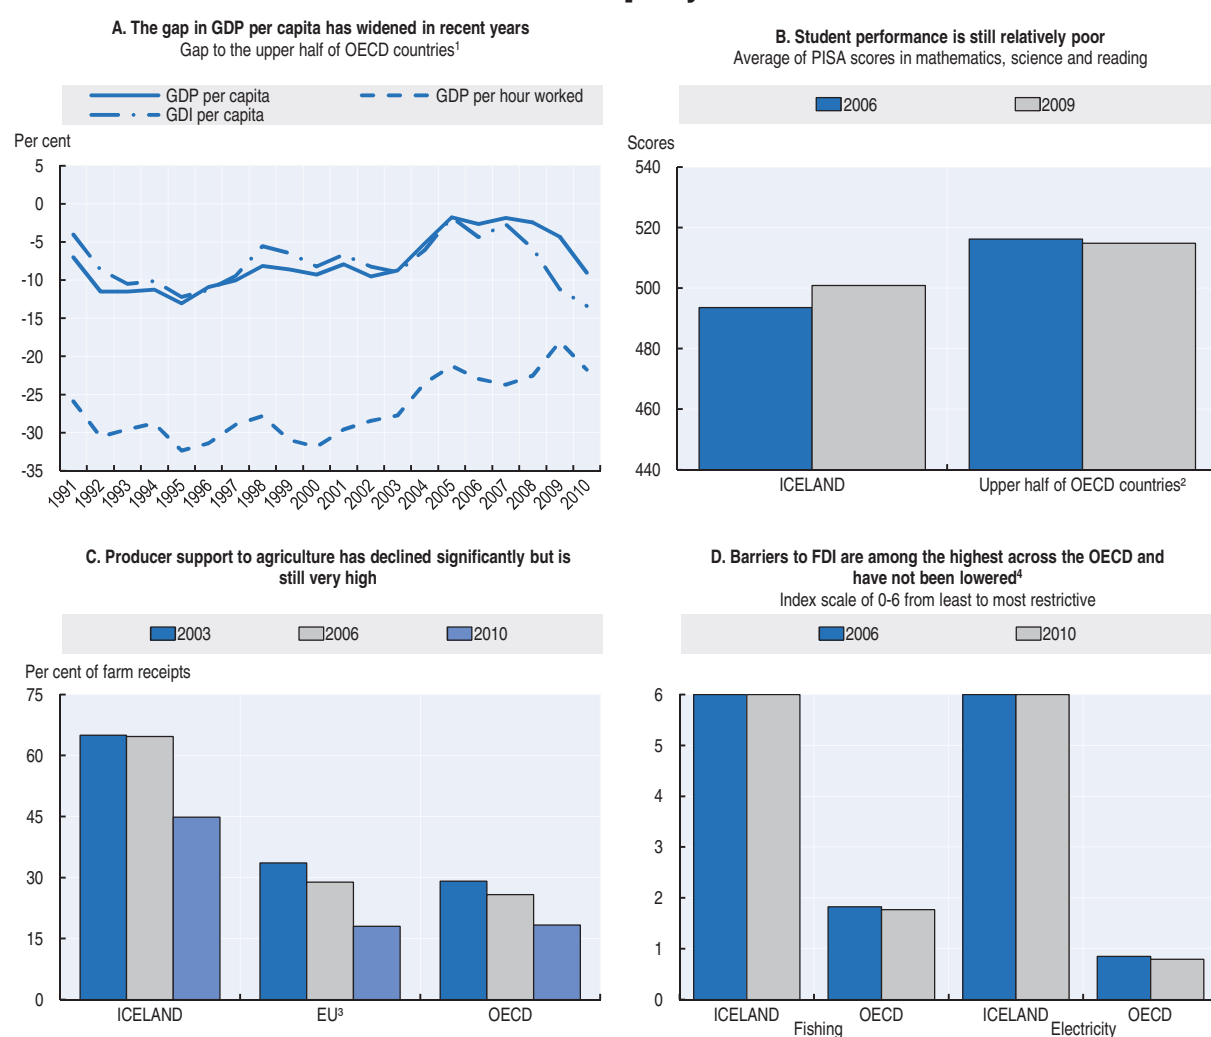 A. The gap in GDP per capita has widened in recent years
Gap to the upper half of OECD countries¹
GDP per capita
GDP per hour worked
GDI per capita
Per cent
5
0
-5
-10
-15
-20
-25
-30
-35
1991 1992 1993 1994 1995 1996 1997 1998 1999 2000 2001 2002 2003 2004 2005 2006 2007 2008 2009 2010
B. Student performance is still relatively poor
Average of PISA scores in mathematics, science and reading
2006 2009
Scores
540
520
500
480
460
440
ICELAND Upper half of OECD countries²
C. Producer support to agriculture has declined significantly but is
still very high
2003 2006 2010
Per cent of farm receipts
75
60
45
30
15
0
ICELAND EU³ OECD
D. Barriers to FDI are among the highest across the OECD and
have not been lowered⁴
Index scale of 0-6 from least to most restrictive
2006 2010
6
5
4
3
2
1
0
ICELAND OECD ICELAND OECD
Fishing Electricity